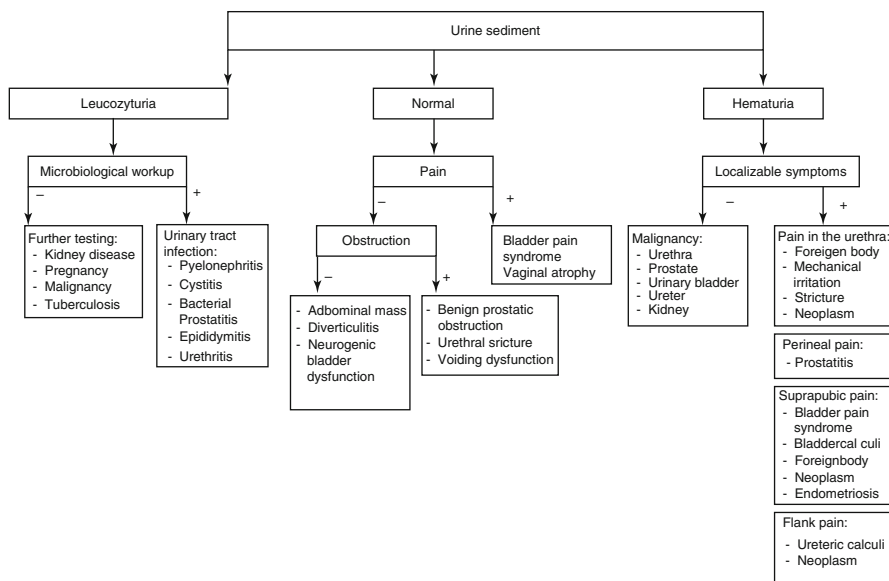 Urine sediment
Leucozyturia
Normal
Hematuria
Microbiological workup
Pain
Localizable symptoms
–
+
–
+
–
+
Further testing:
- Kidney disease
- Pregnancy
- Malignancy
- Tuberculosis
Urinary tract
infection:
- Pyelonephritis
- Cystitis
- Bacterial
Prostatitis
- Epididymitis
- Urethritis
Obstruction
–
+
- Adbominal mass
- Diverticulitis
- Neurogenic
bladder
dysfunction
- Benign prostatic
obstruction
- Urethral sricture
- Voiding dysfunction
Bladder pain
syndrome
Vaginal atrophy
Malignancy:
- Urethra
- Prostate
- Urinary bladder
- Ureter
- Kidney
Pain in the urethra:
- Foreigen body
- Mechanical
irritation
- Stricture
- Neoplasm
Perineal pain:
- Prostatitis
Suprapubic pain:
- Bladder pain
syndrome
- Bladdercal culi
- Foreignbody
- Neoplasm
- Endometriosis
Flank pain:
- Ureteric calculi
- Neoplasm